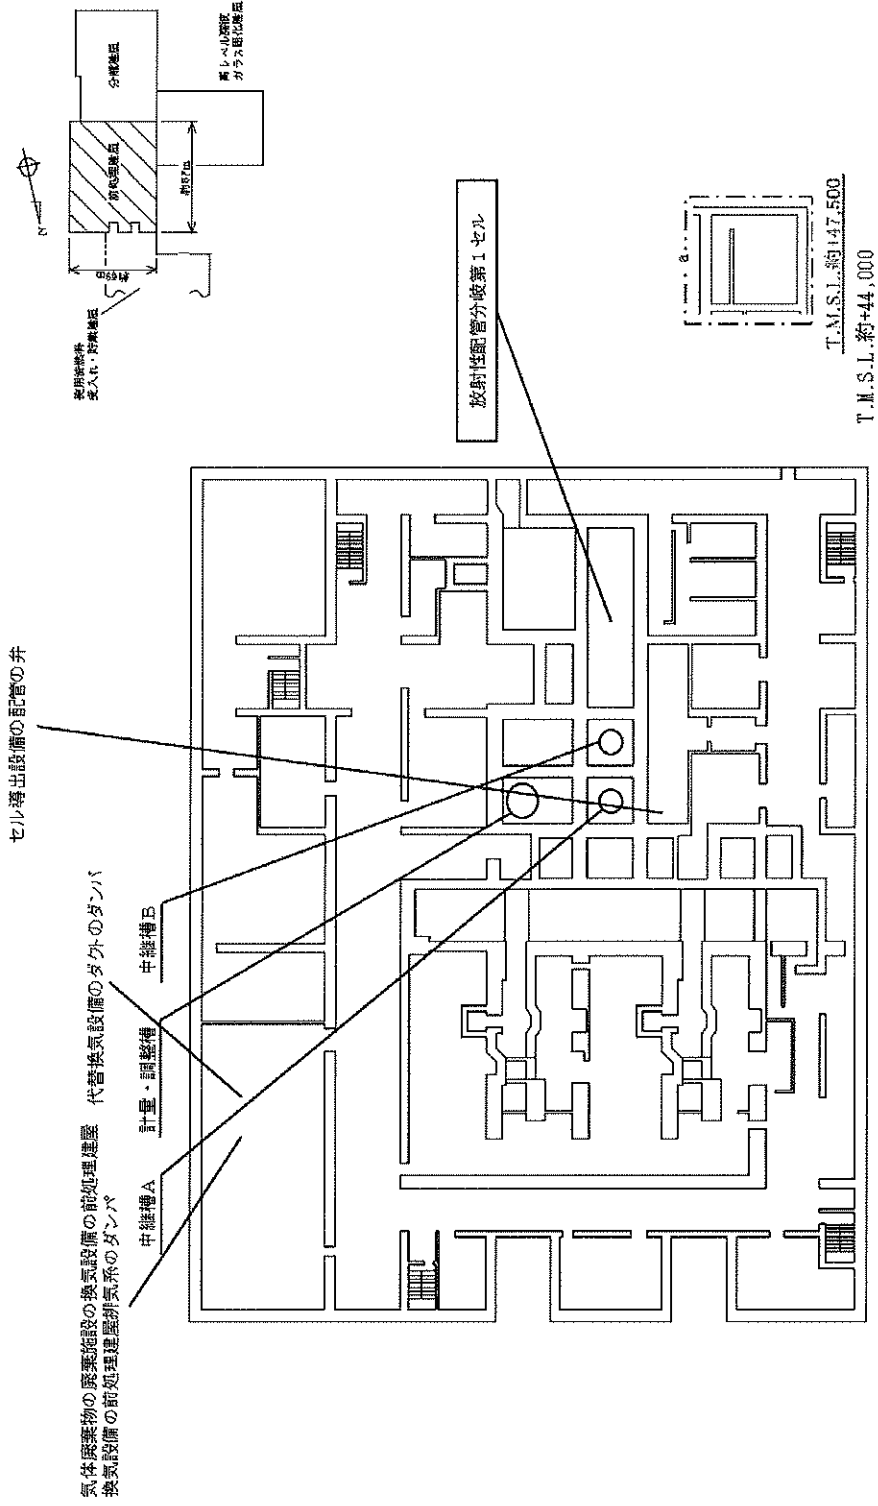 気体廃棄物の廃棄施設の換気設備の前処理建屋
換気設備の前処理建屋排気系のダンパ
代替換気設備のダクトのダンパ
セル導出設備の配管の弁
中継槽A
計量・調整槽
中継槽B
放射性配管分岐第1セル
使用済燃料
受入れ・貯蔵建屋
前処理建屋
分離建屋
高レベル廃液
ガラス固化建屋
約69m
約87m
N
a
T.M.S.L.約+47,500
T.M.S.L.約+44,000